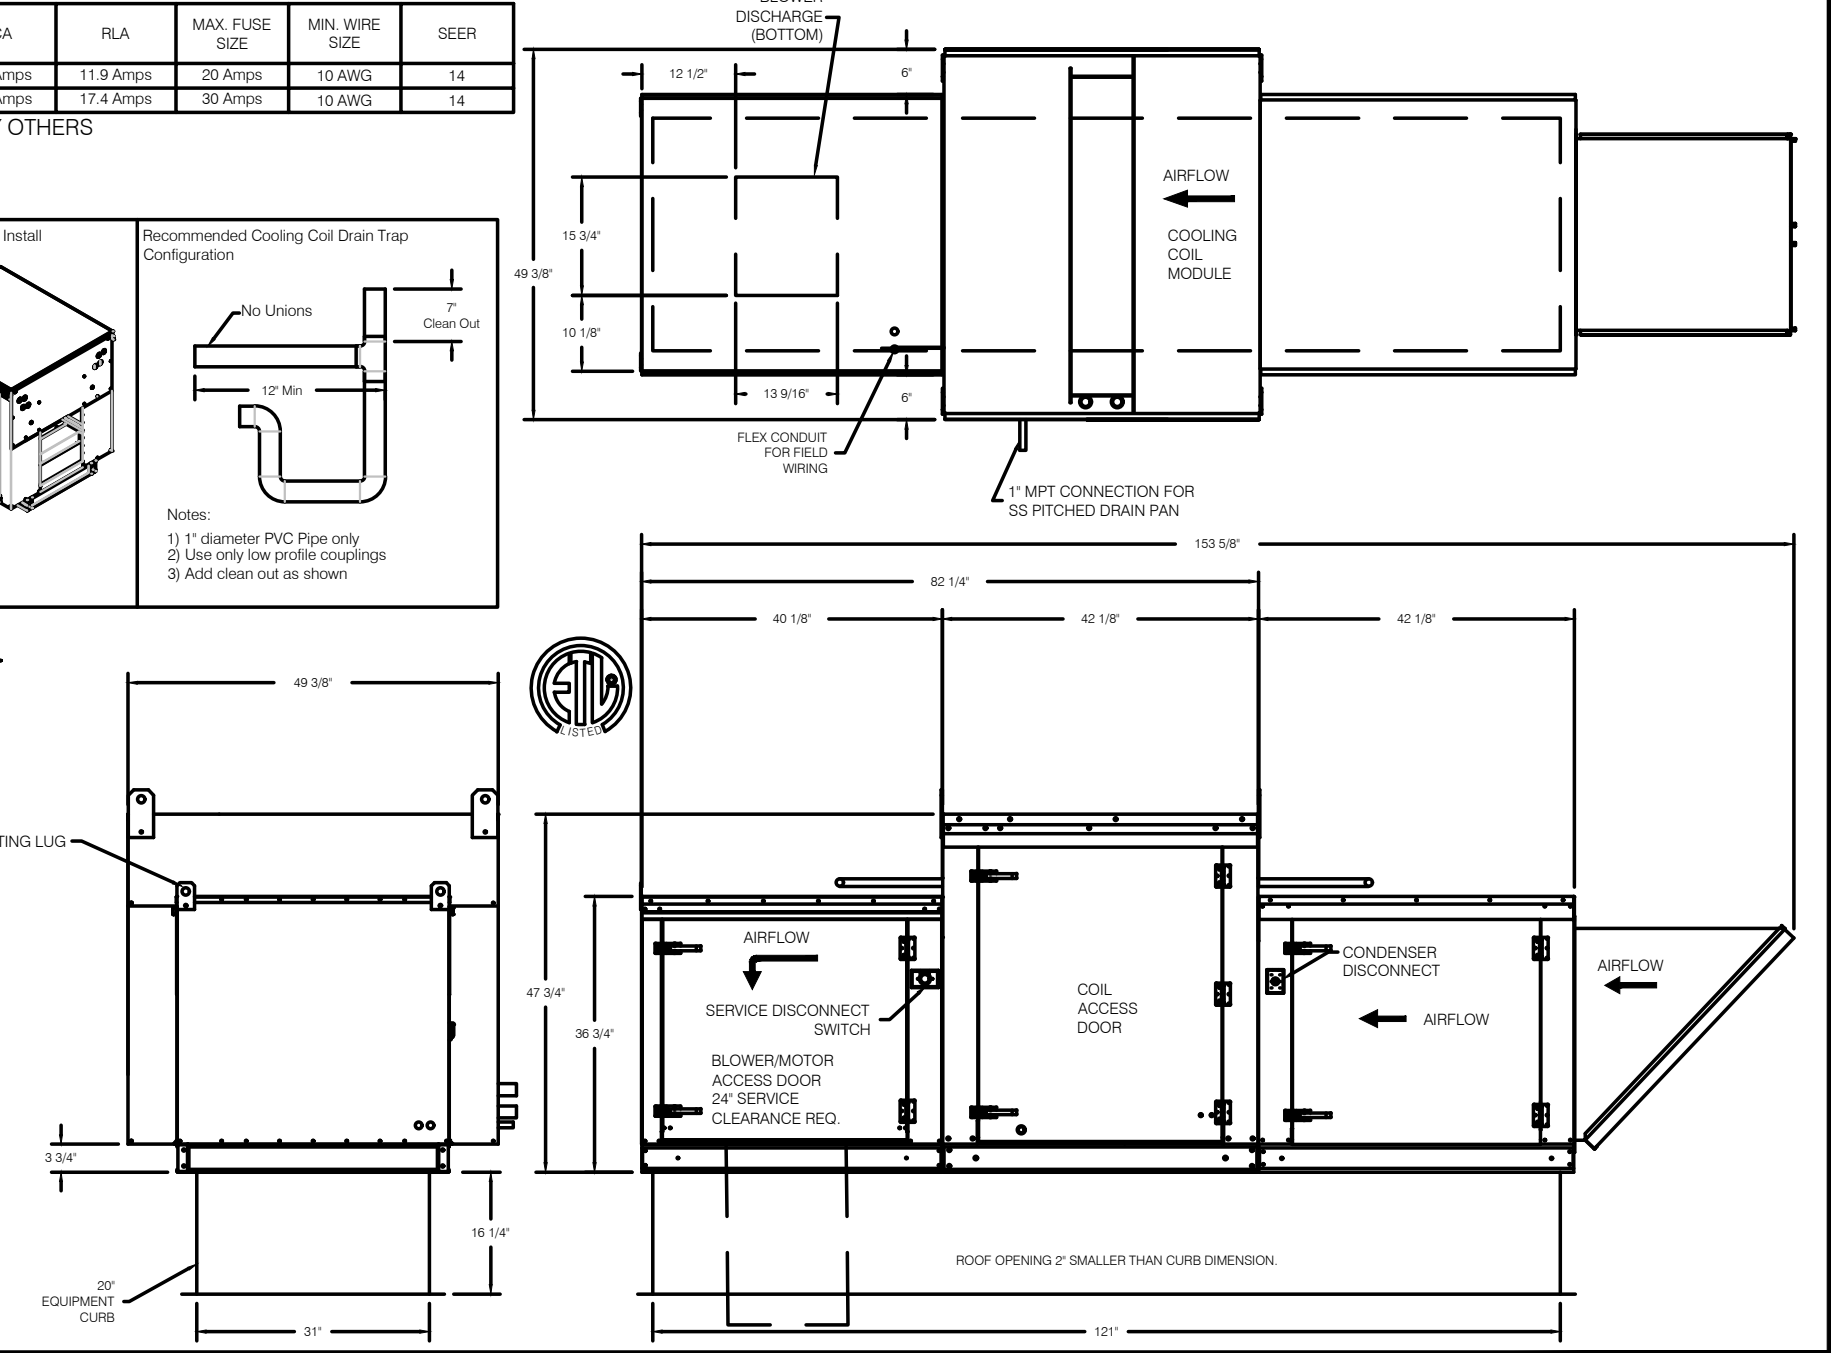 RLA
MAX. FUSE
SIZE
MIN. WIRE
SIZE
SEER
11.9 Amps
20 Amps
10 AWG
14
17.4 Amps
30 Amps
10 AWG
14
OTHERS
Install
Recommended Cooling Coil Drain Trap
Configuration
No Unions
7"
Clean Out
12" Min
Notes:
1) 1" diameter PVC Pipe only
2) Use only low profile couplings
3) Add clean out as shown
BLOWER
DISCHARGE
(BOTTOM)
12 1/2"
6"
15 3/4"
49 3/8"
10 1/8"
13 9/16"
6"
AIRFLOW
COOLING
COIL
MODULE
FLEX CONDUIT
FOR FIELD
WIRING
1" MPT CONNECTION FOR
SS PITCHED DRAIN PAN
153 5/8"
82 1/4"
40 1/8"
42 1/8"
42 1/8"
49 3/8"
ETL
LISTED
LUG
47 3/4"
36 3/4"
AIRFLOW
SERVICE DISCONNECT
SWITCH
BLOWER/MOTOR
ACCESS DOOR
24" SERVICE
CLEARANCE REQ.
COIL
ACCESS
DOOR
CONDENSER
DISCONNECT
AIRFLOW
AIRFLOW
3 3/4"
16 1/4"
20"
EQUIPMENT
CURB
31"
ROOF OPENING 2" SMALLER THAN CURB DIMENSION.
121"